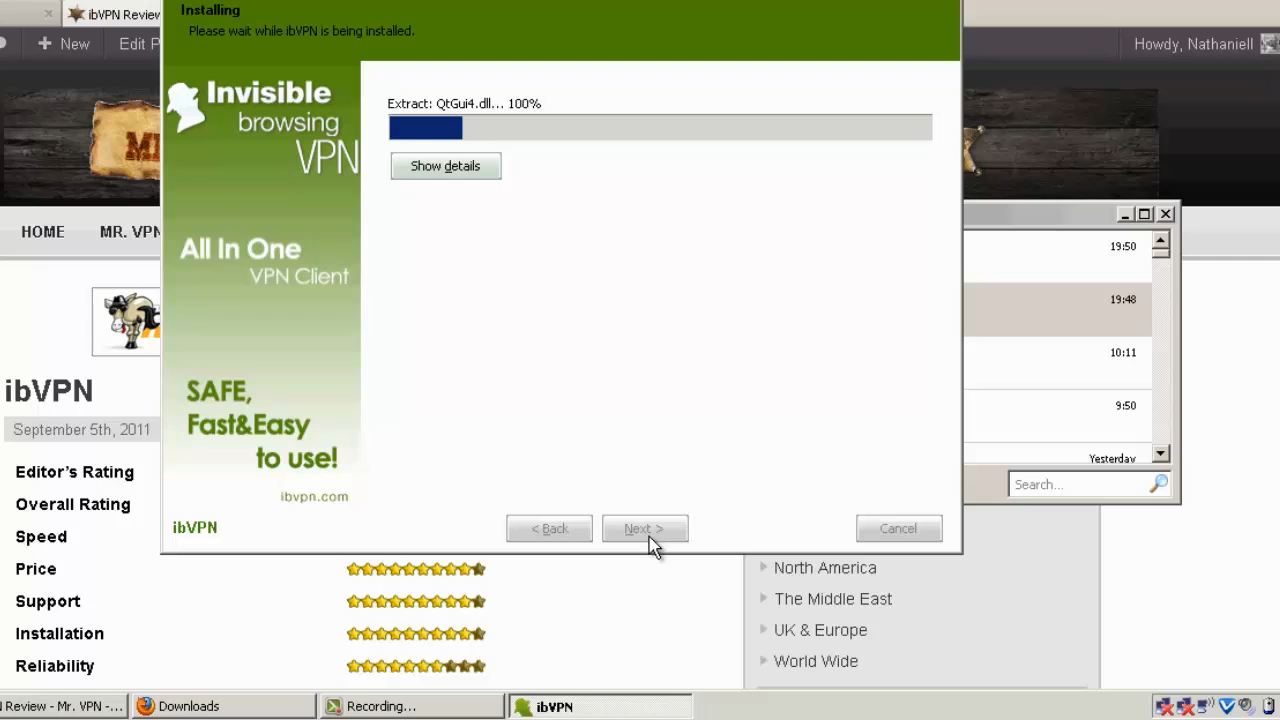 ibVPN Review
New
Edit P
Howdy, Nathaniell
Installing
Please wait while ibVPN is being installed.
Invisible
browsing
VPN
All In One
VPN Client
SAFE,
Fast&Easy
to use!
ibvpn.com
ibVPN
Extract: QtGui4.dll... 100%
Show details
< Back
Next >
Cancel
HOME
MR. VPN
ibVPN
September 5th, 2011
Editor's Rating
Overall Rating
Speed
Price
Support
Installation
Reliability
19:50
19:48
10:11
9:50
Yesterday
Search...
North America
The Middle East
UK & Europe
World Wide
N Review - Mr. VPN -...
Downloads
Recording...
ibVPN